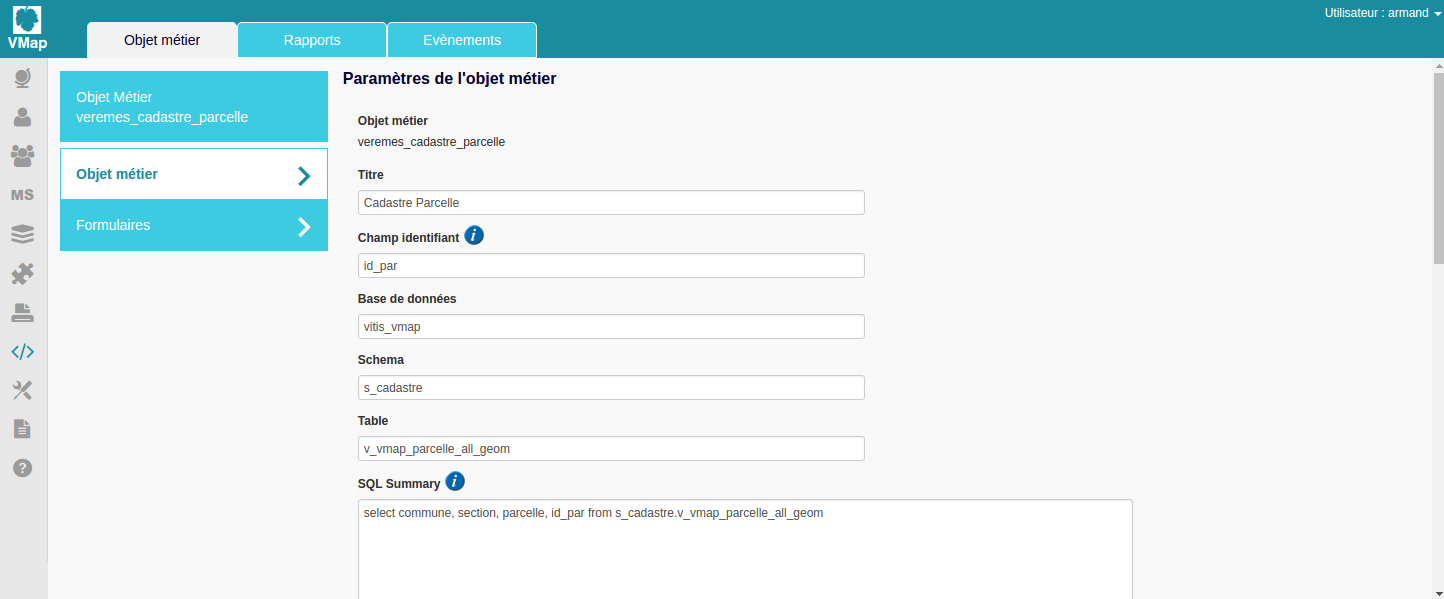 Utilisateur : armand
VMap
Objet métier
Rapports
Evènements
Objet Métier
veremes_cadastre_parcelle
Objet métier
Formulaires
MS
?
Paramètres de l'objet métier
Objet métier
veremes_cadastre_parcelle
Titre
Cadastre Parcelle
Champ identifiant i
id_par
Base de données
vitis_vmap
Schema
s_cadastre
Table
v_vmap_parcelle_all_geom
SQL Summary i
select commune, section, parcelle, id_par from s_cadastre.v_vmap_parcelle_all_geom